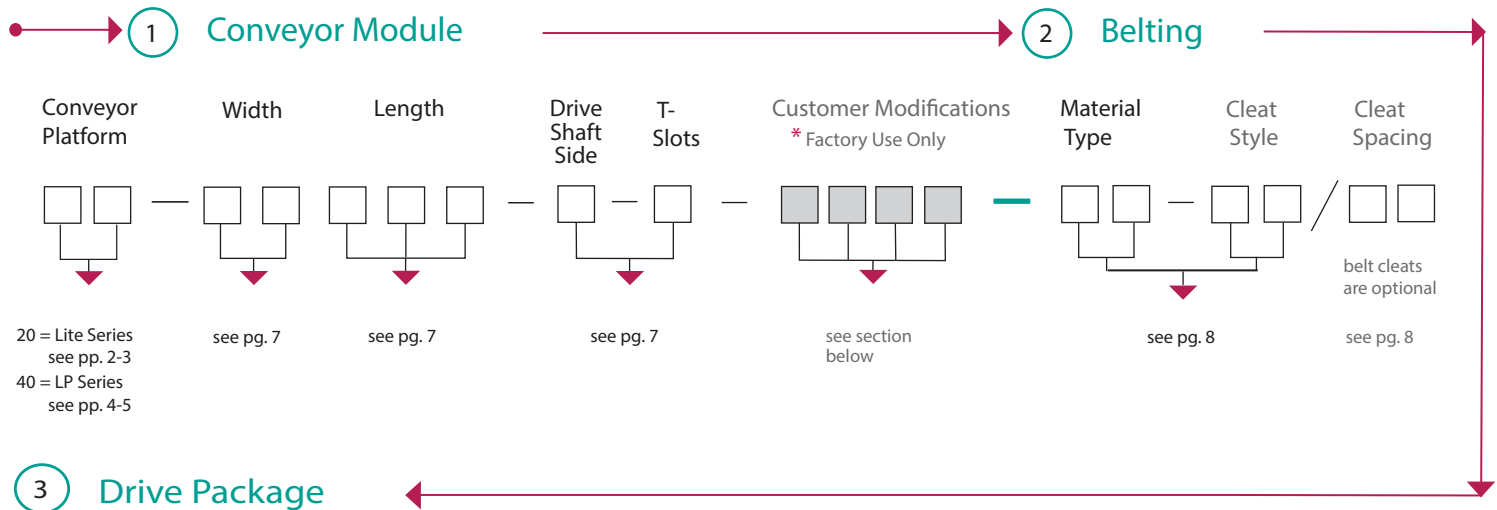 1 Conveyor Module
2 Belting
Conveyor
Platform
Width
Length
Drive
Shaft
Side
T-
Slots
Customer Modifications
* Factory Use Only
Material
Type
Cleat
Style
Cleat
Spacing
belt cleats
are optional
20 = Lite Series
see pp. 2-3
40 = LP Series
see pp. 4-5
see pg. 7
see pg. 7
see pg. 7
see section
below
see pg. 8
see pg. 8
3 Drive Package